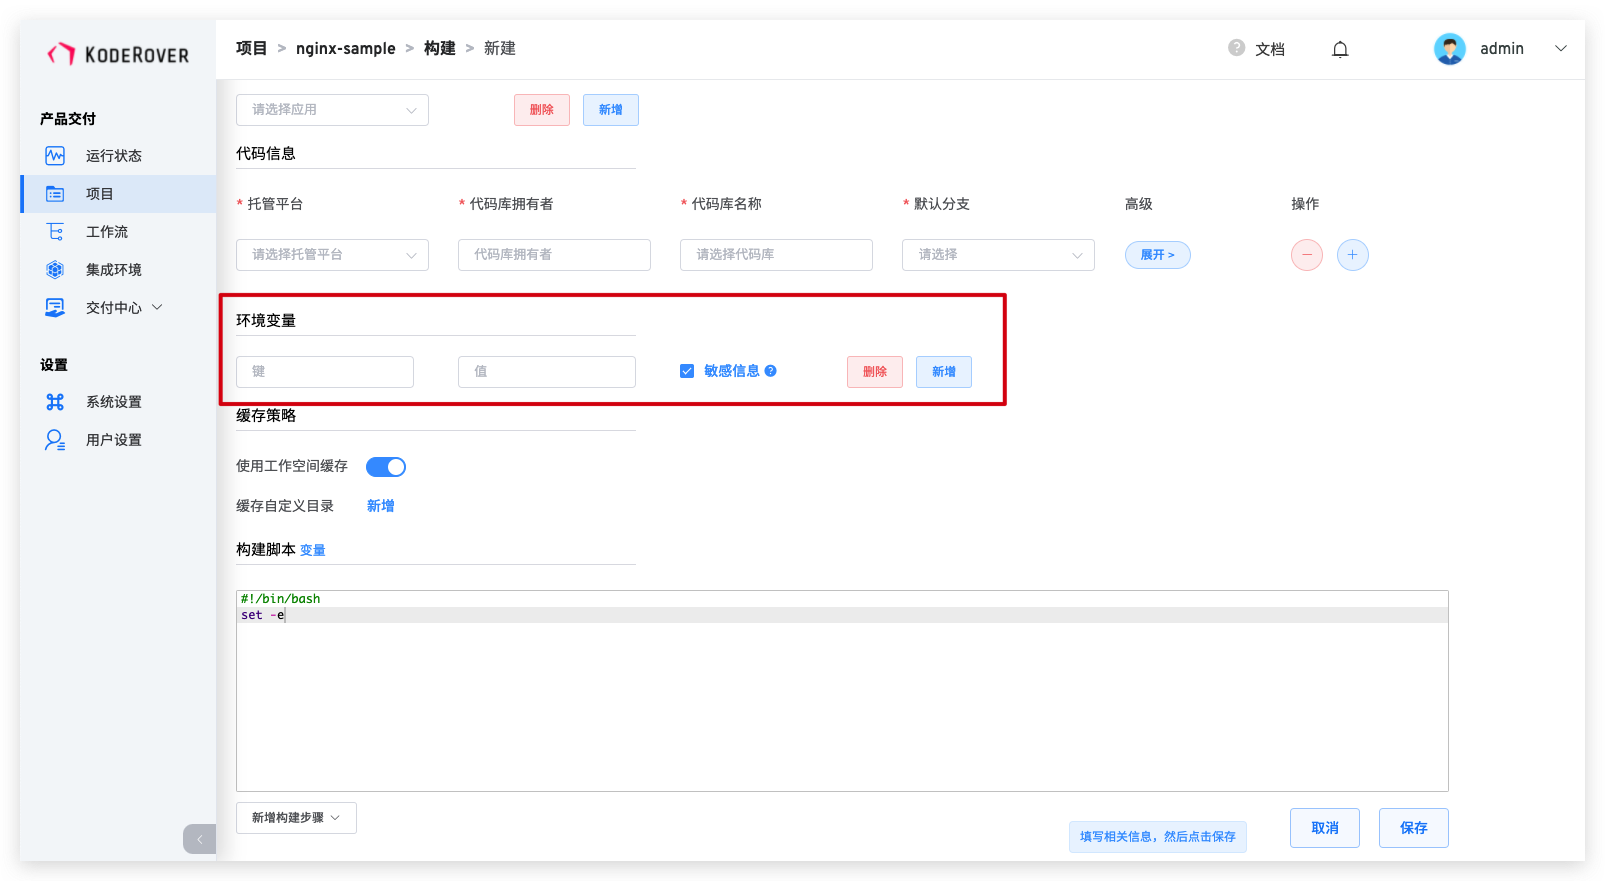 KODEROVER
项目 > nginx-sample > 构建 > 新建
文档
admin
产品交付
运行状态
项目
工作流
集成环境
交付中心
设置
系统设置
用户设置
请选择应用
删除
新增
代码信息
* 托管平台
* 代码库拥有者
* 代码库名称
* 默认分支
高级
操作
请选择托管平台
代码库拥有者
请选择代码库
请选择
展开 >
环境变量
键
值
敏感信息
删除
新增
缓存策略
使用工作空间缓存
缓存自定义目录
新增
构建脚本 变量
#!/bin/bash
set -e
新增构建步骤
填写相关信息，然后点击保存
取消
保存